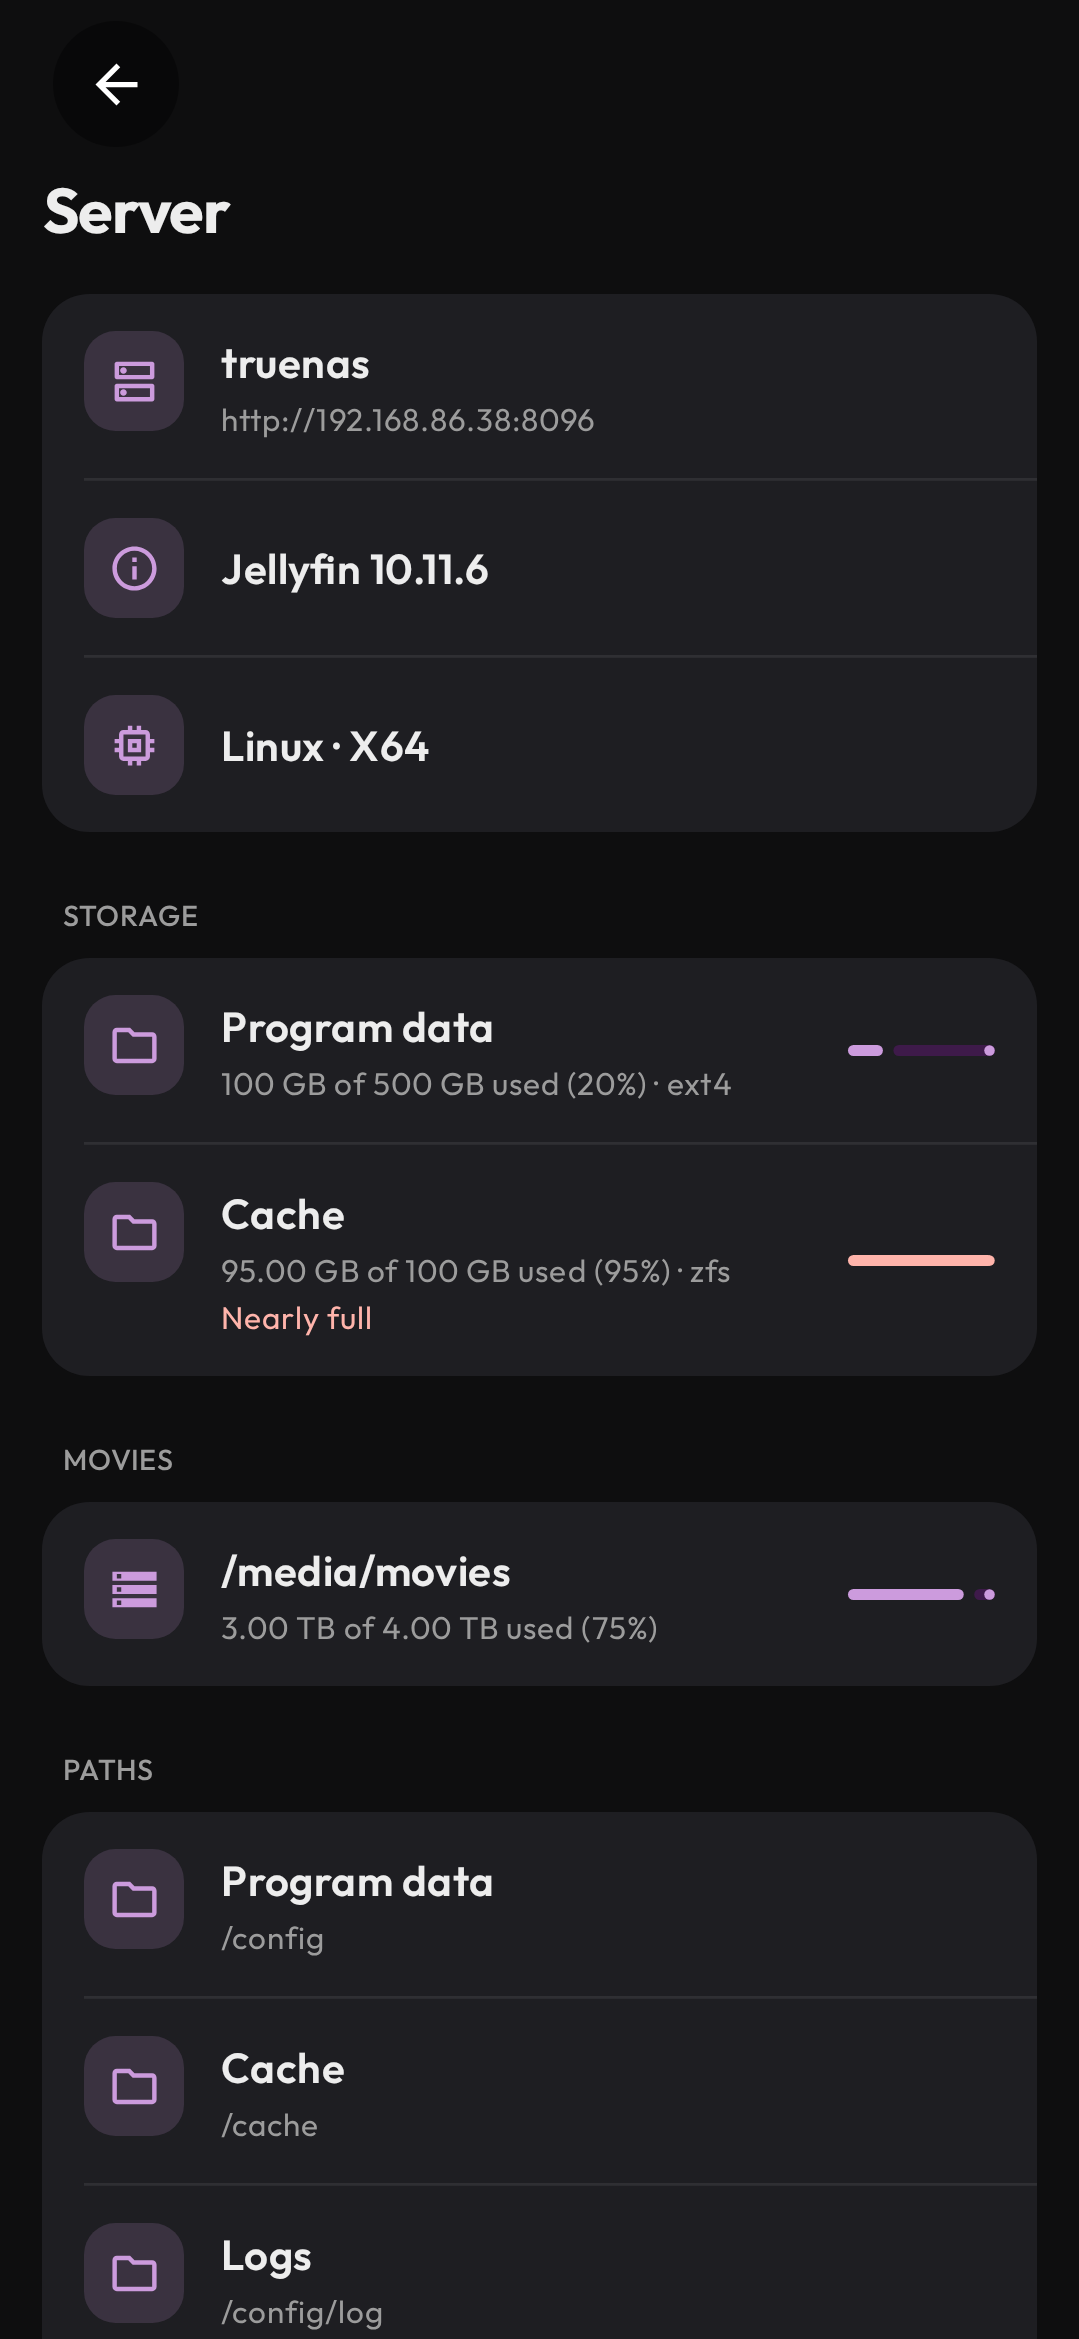 Server
truenas
http://192.168.86.38:8096
Jellyfin 10.11.6
Linux · X64
STORAGE
Program data
100 GB of 500 GB used (20%) · ext4
Cache
95.00 GB of 100 GB used (95%) · zfs
Nearly full
MOVIES
/media/movies
3.00 TB of 4.00 TB used (75%)
PATHS
Program data
/config
Cache
/cache
Logs
/config/log